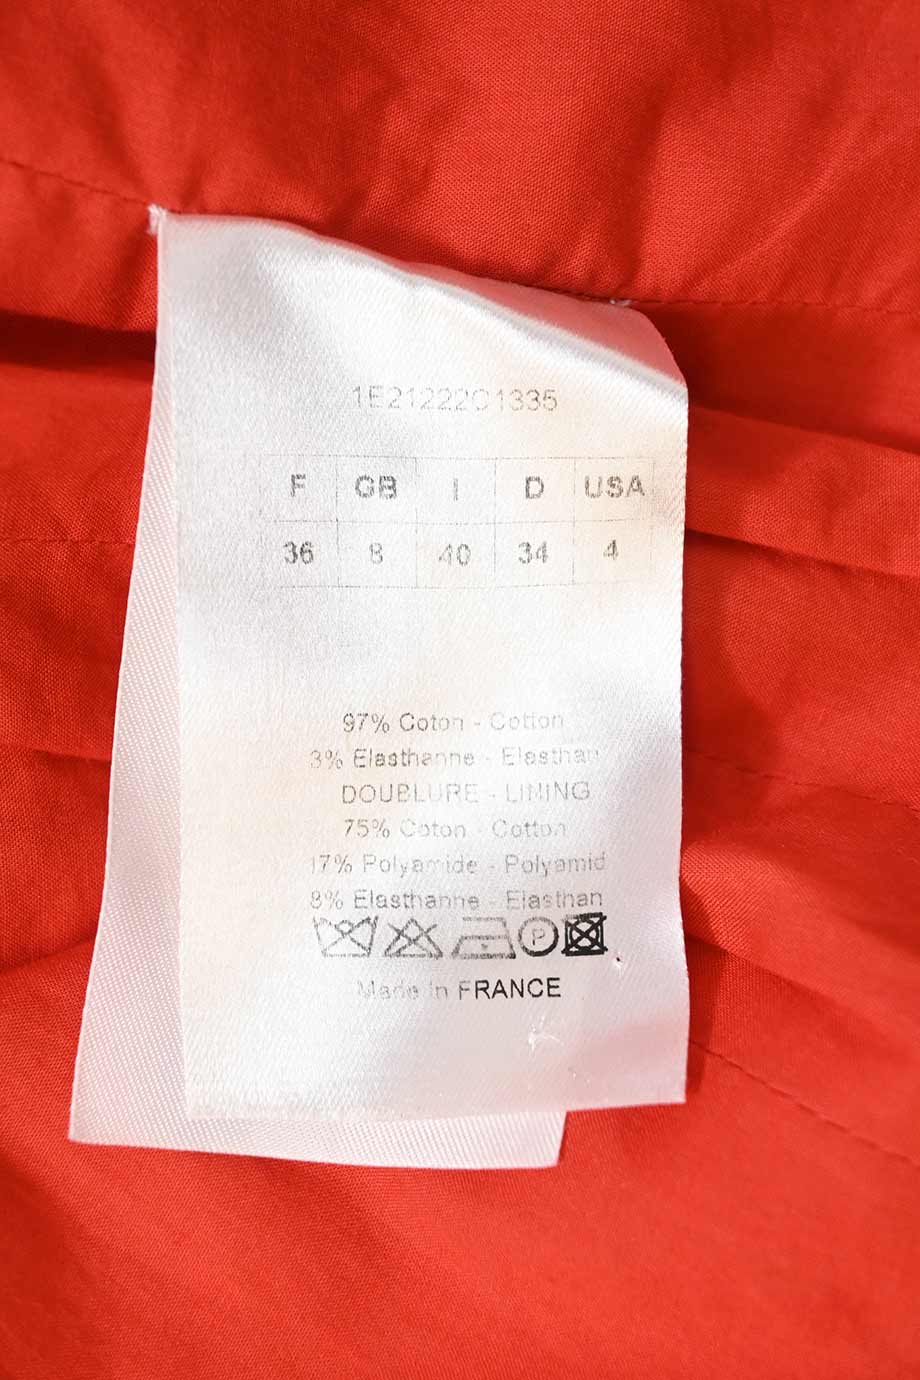 1E21222C1335
F GB I D USA
36 8 40 34 4
97% Coton - Cotton
3% Elasthanne - Elasthan
DOUBLURE - LINING
75% Coton - Cotton
17% Polyamide - Polyamid
8% Elasthanne - Elasthan
P
Made in FRANCE